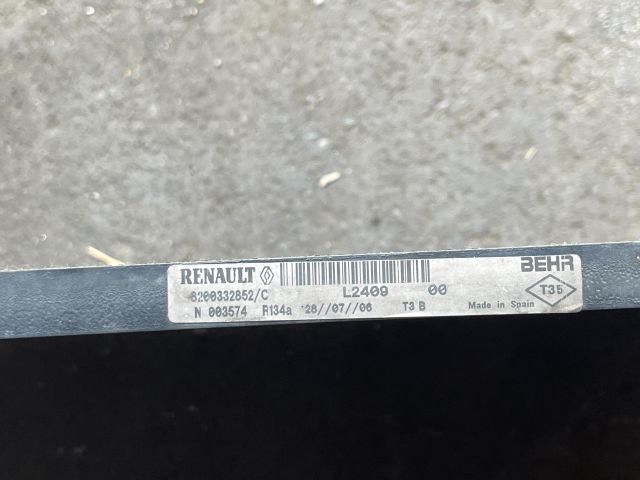 RENAULT BEHR
8200332852/C L2409 00 T35
N 003574 R134a *28//07//06 T3 B Made in Spain